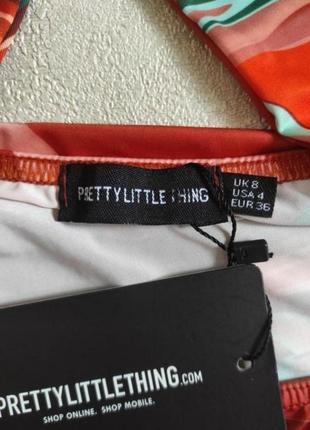 PRETTYLITTLETHING
UK 8
USA 4
EUR 36
PRETTYLITTLETHING.COM
SHOP ONLINE. SHOP MOBILE.